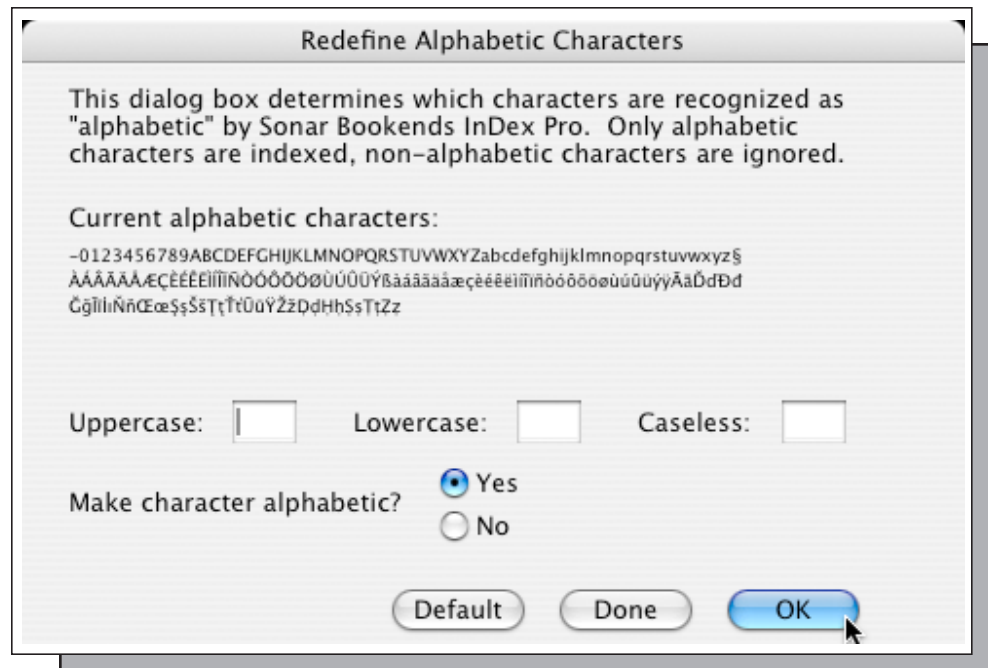 Redefine Alphabetic Characters
This dialog box determines which characters are recognized as
"alphabetic" by Sonar Bookends InDex Pro.  Only alphabetic
characters are indexed, non-alphabetic characters are ignored.
Current alphabetic characters:
-0123456789ABCDEFGHIJKLMNOPQRSTUVWXYZabcdefghijklmnopqrstuvwxyz§
ÀÁÂÃÄÅÆÇÈÉÊËÌÍÎÏÑÒÓÔÕÖØÙÚÛÜÝßàáâãäåæçèéêëìíîïñòóôõöøùúûüýÿĀāĎďĐđ
Uppercase: Lowercase: Caseless:
Make character alphabetic?
Yes
No
Default Done OK